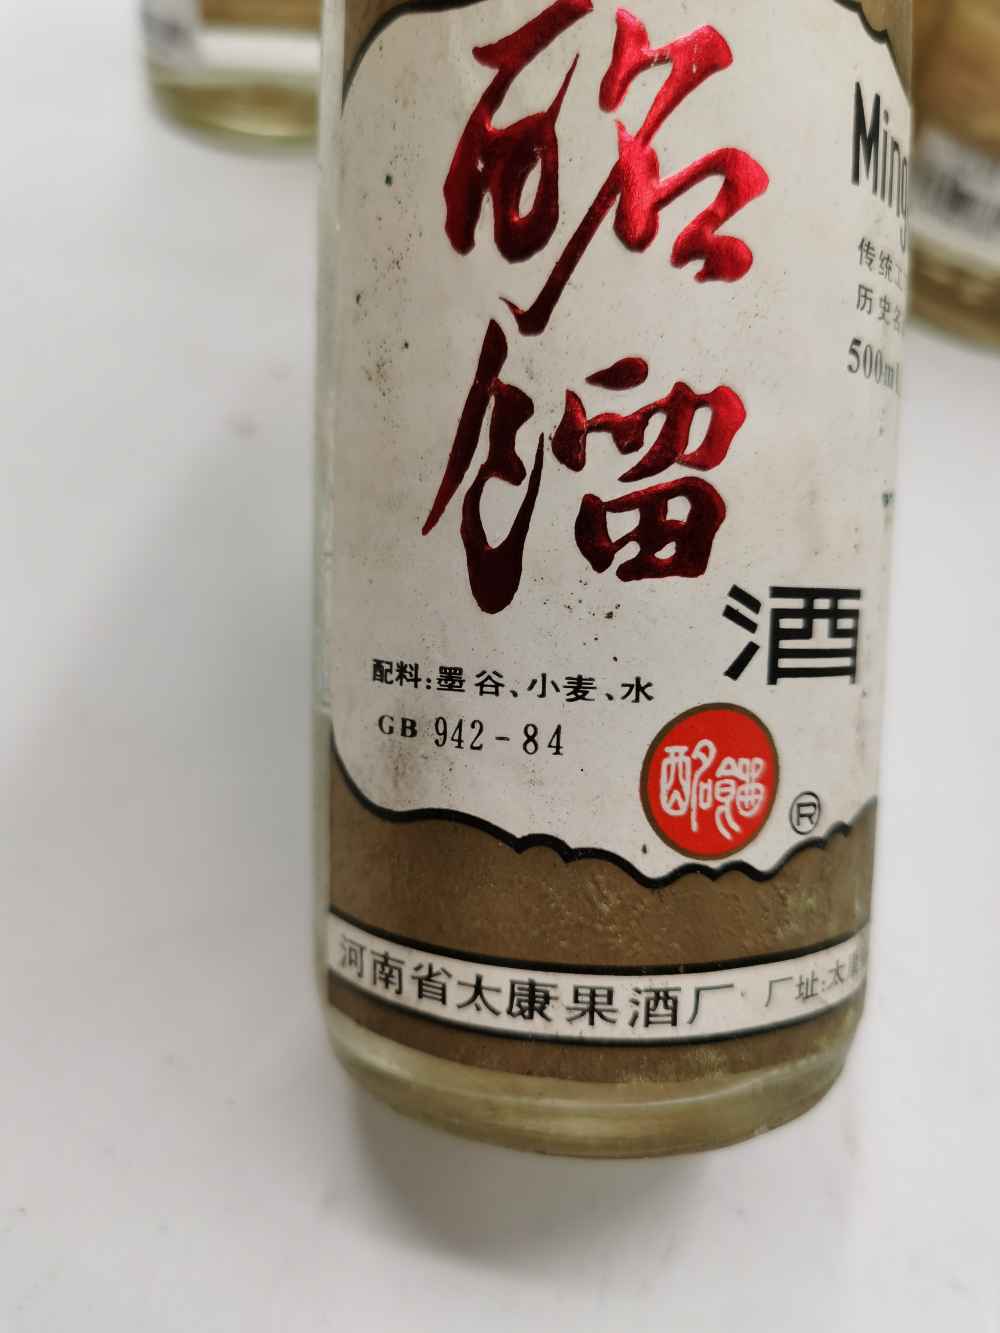 酩
馏
酒
Ming
传统工
历史名
500ml
配料:墨谷、小麦、水
GB 942-84
酩馏
®
河南省太康果酒厂 厂址:太康